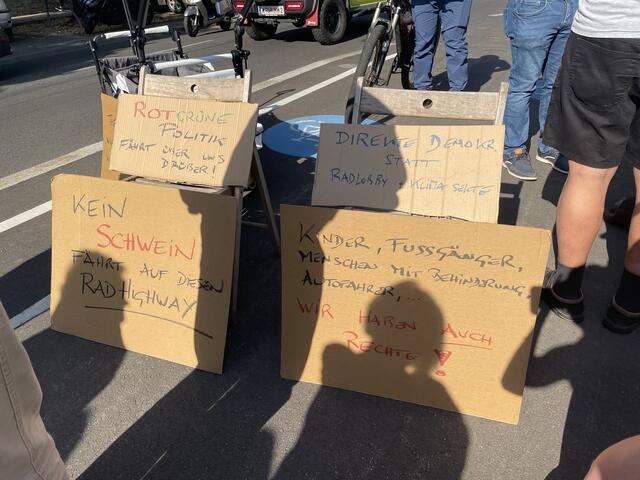 ROTGRÜNE
POLITIK
FÄHRT ÜBER UNS
DRÜBER!
KEIN
SCHWEIN
FÄHRT AUF DIESEN
RADHIGHWAY
DIREKTE DEMOKR
STATT
RADLOBBY + KLIMA SEKTE
KINDER, FUSSGÄNGER,
MENSCHEN MIT BEHINDERUNG,
AUTOFAHRER, ...
WIR HABEN AUCH
RECHTE!